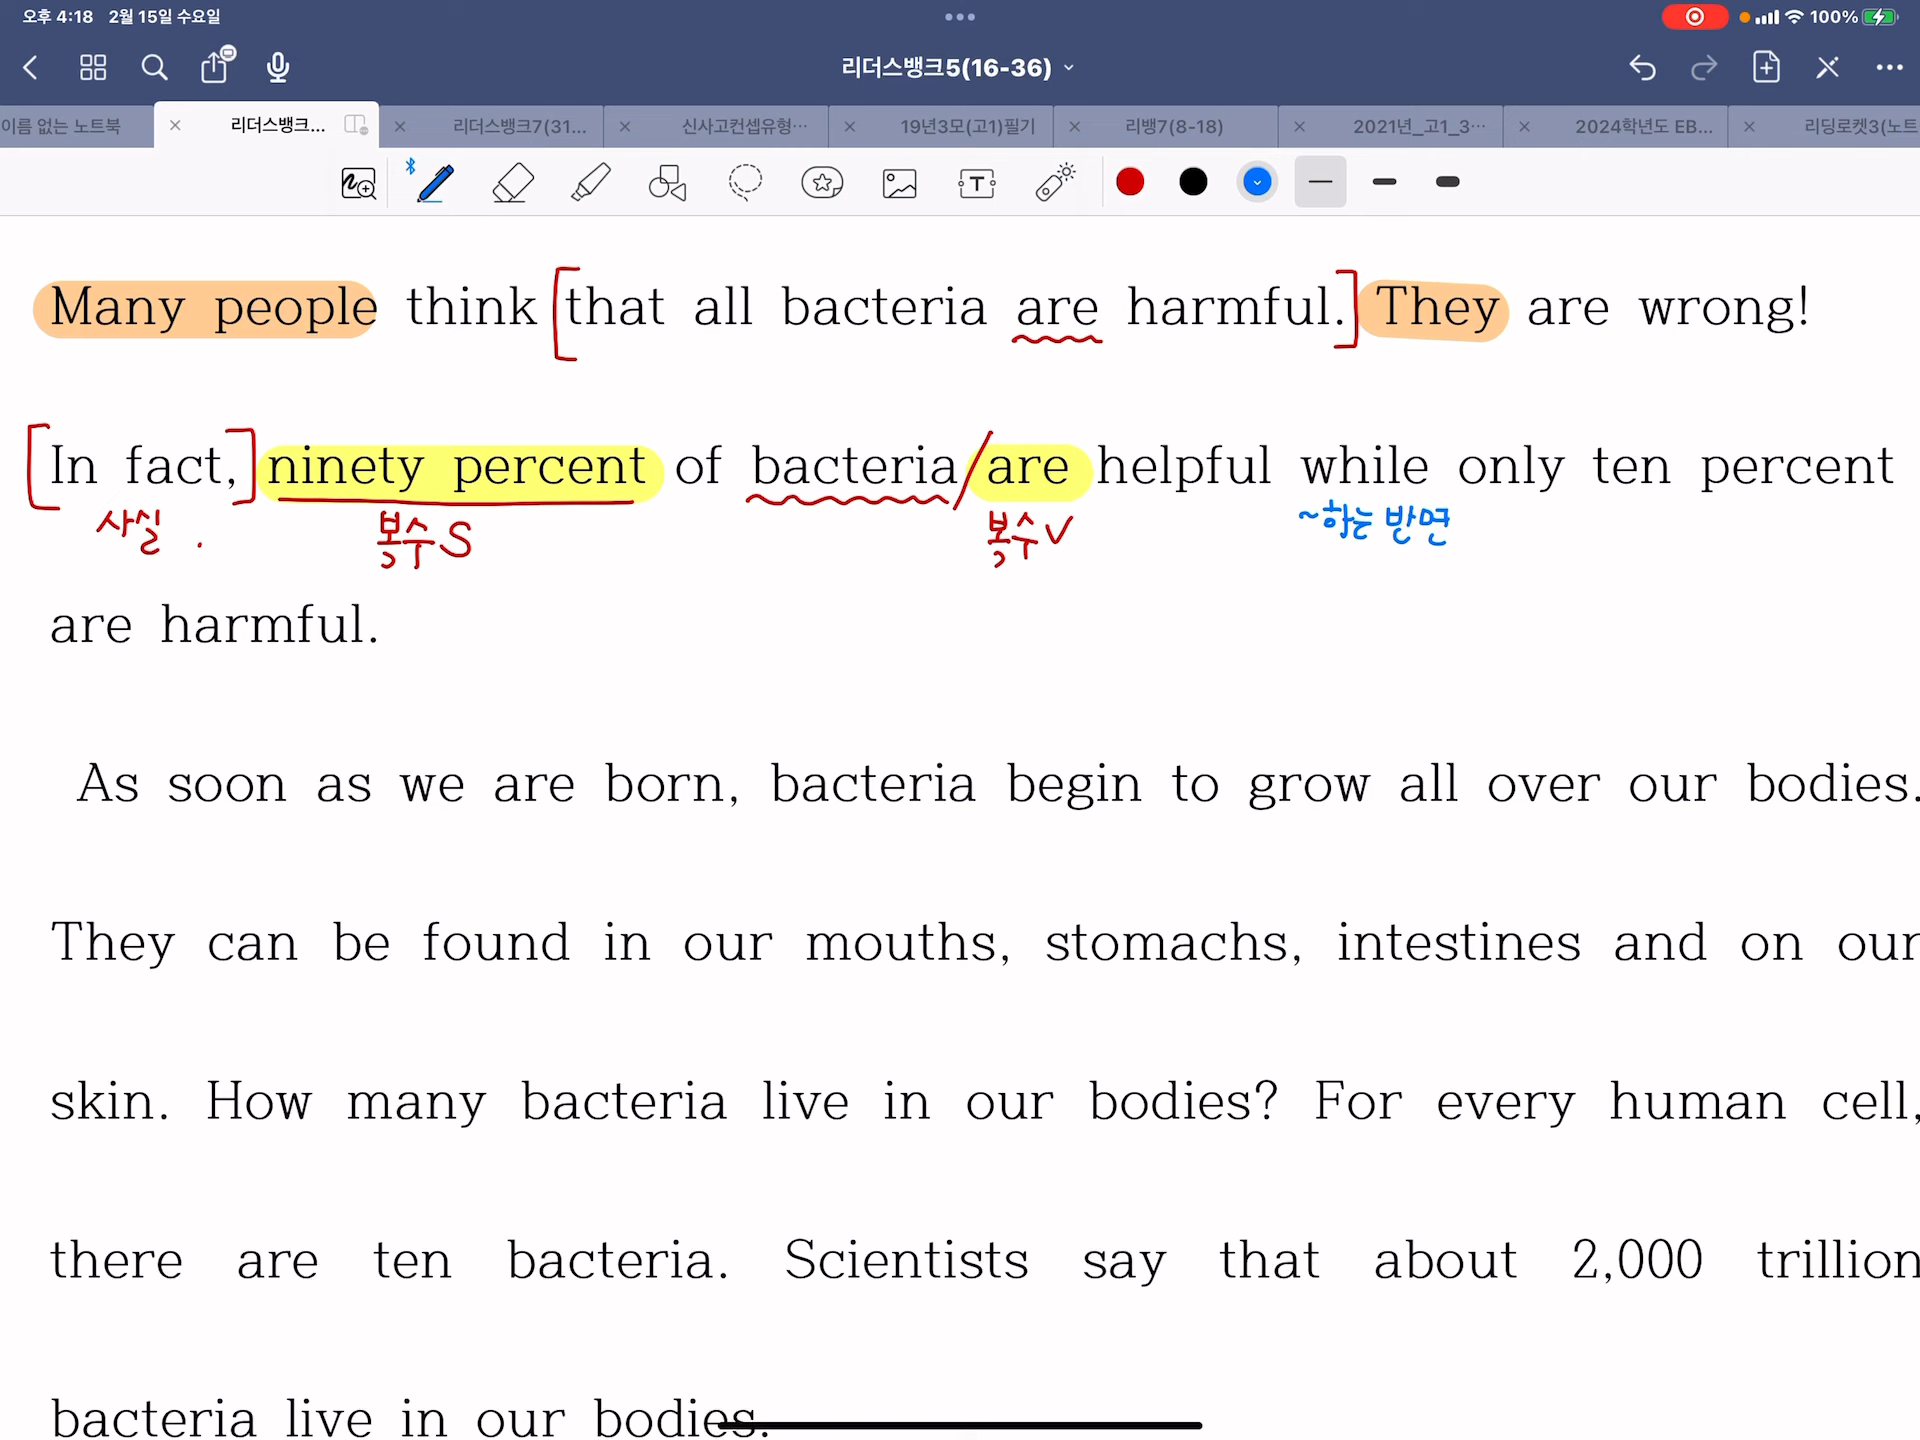 오후 4:18 2월 15일 수요일
100%
리더스뱅크5(16-36)
이름 없는 노트북
리더스뱅크...
리더스뱅크7(31...
신사고컨셉유형...
19년3모(고1)필기
리뱅7(8-18)
2021년_고1_3...
2024학년도 EB...
리딩로켓3(노트
Many people think [that all bacteria are harmful.] They are wrong!
[In fact,] ninety percent of bacteria / are helpful while only ten percent
사실 . 복수S 복수V ~하는 반면
are harmful.
As soon as we are born, bacteria begin to grow all over our bodies.
They can be found in our mouths, stomachs, intestines and on our
skin. How many bacteria live in our bodies? For every human cell,
there are ten bacteria. Scientists say that about 2,000 trillion
bacteria live in our bodies.